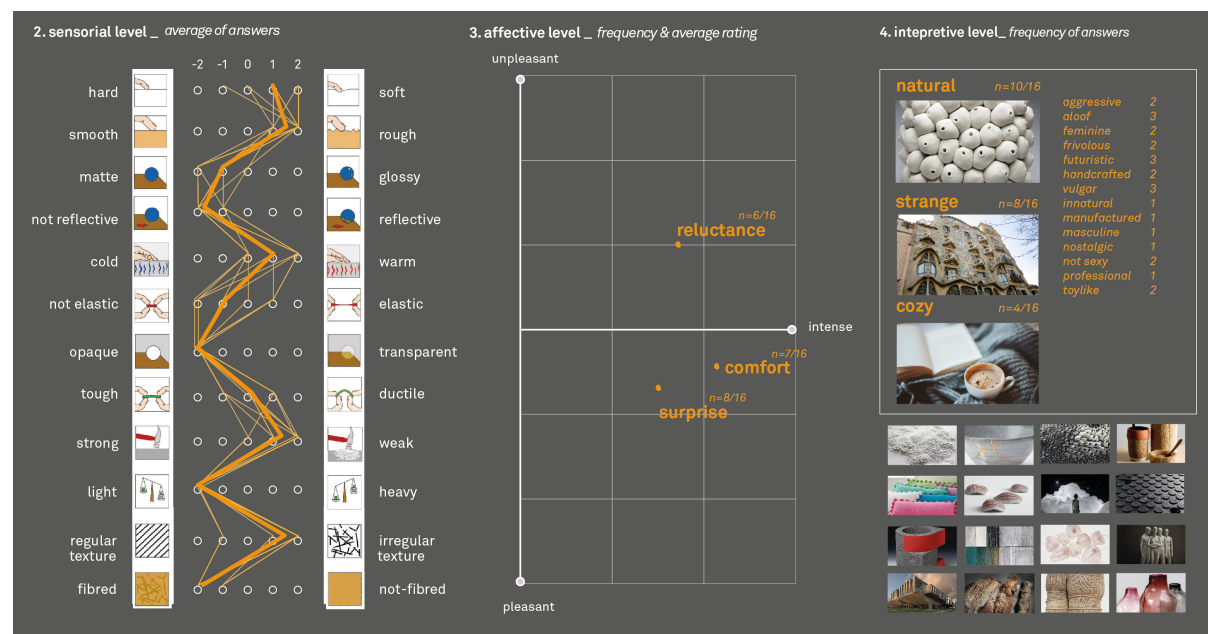 2. sensorial level _ average of answers
-2 -1 0 1 2
hard soft
smooth rough
matte glossy
not reflective reflective
cold warm
not elastic elastic
opaque transparent
tough ductile
strong weak
light heavy
regular texture irregular texture
fibred not-fibred
3. affective level _ frequency & average rating
unpleasant
n=6/16
reluctance
intense
n=7/16
comfort
n=8/16
surprise
pleasant
4. intepretive level_ frequency of answers
natural n=10/16
strange n=8/16
cozy n=4/16
aggressive 2
aloof 3
feminine 2
frivolous 2
futuristic 3
handcrafted 2
vulgar 3
innatural 1
manufactured 1
masculine 1
nostalgic 1
not sexy 2
professional 1
toylike 2